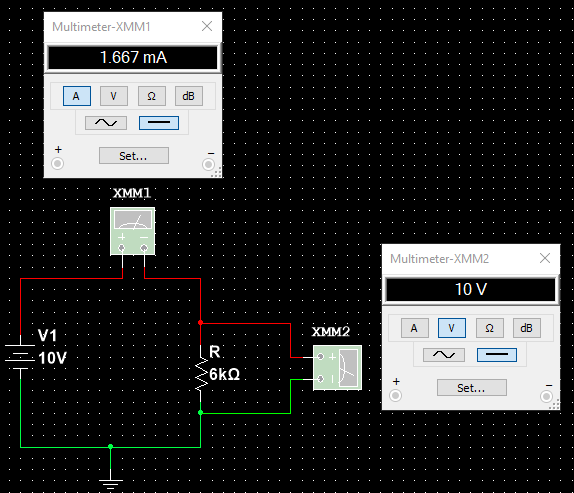 Multimeter-XMM1
1.667 mA
A V Ω dB
+ Set... −
XMM1
+ −
Multimeter-XMM2
10 V
A V Ω dB
+ Set... −
V1
10V
R
6kΩ
XMM2
+